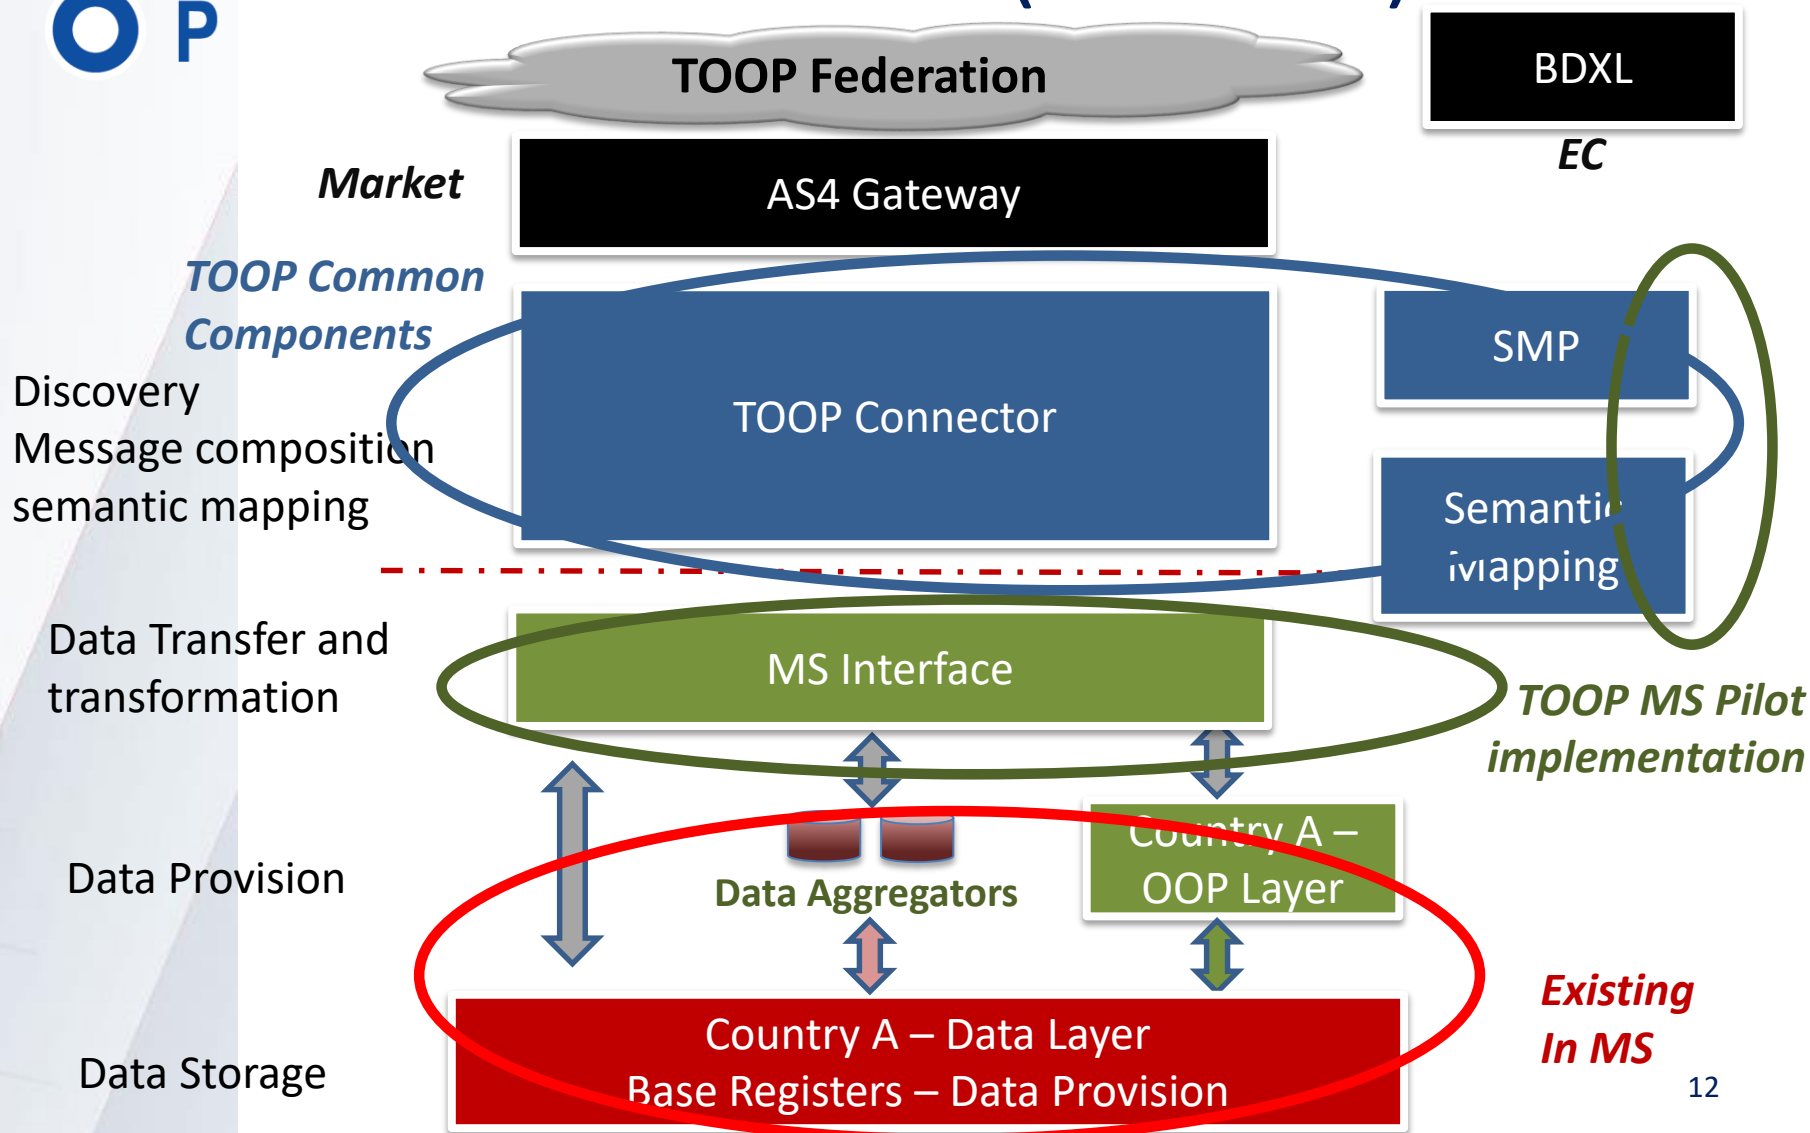 O P
TOOP Federation
BDXL
EC
Market
AS4 Gateway
TOOP Common
Components
SMP
Discovery
Message composition
semantic mapping
TOOP Connector
Semantic
Mapping
Data Transfer and
transformation
MS Interface
TOOP MS Pilot
implementation
Country A –
OOP Layer
Data Provision
Data Aggregators
Existing
In MS
Country A – Data Layer
Base Registers – Data Provision
Data Storage
12